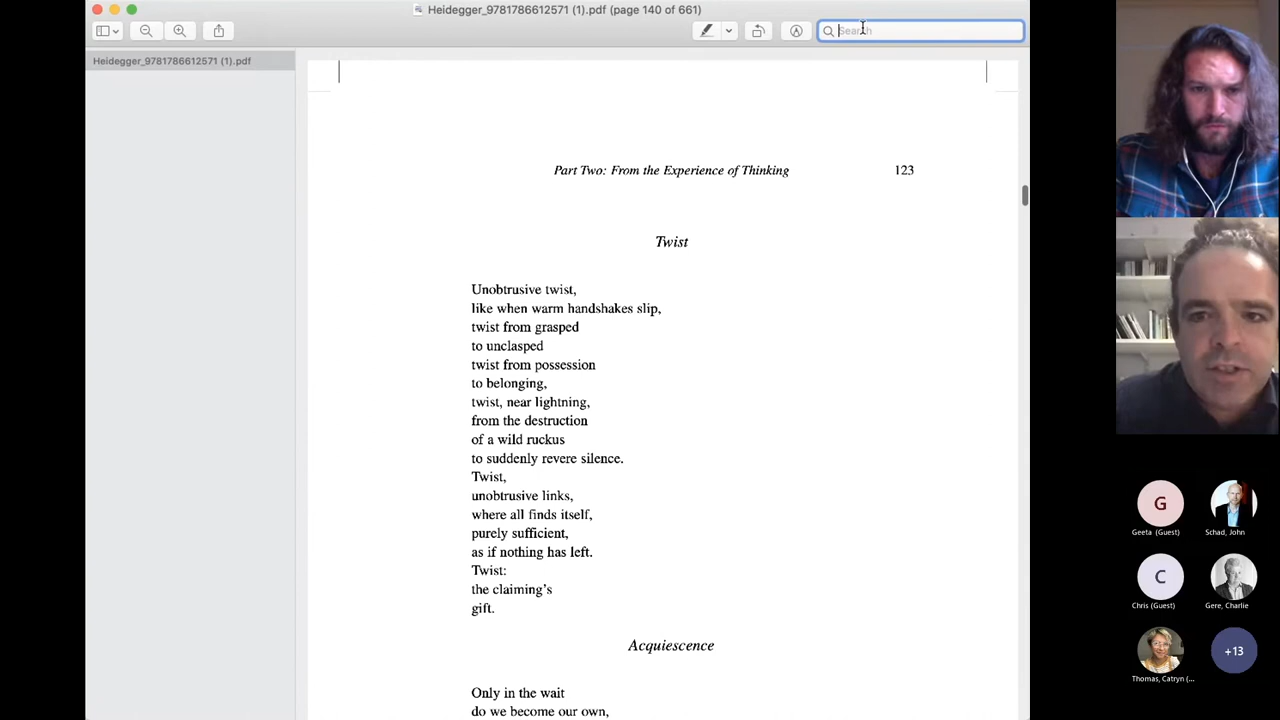 Heidegger_9781786612571 (1).pdf (page 140 of 661)
Search
Heidegger_9781786612571 (1).pdf
Part Two: From the Experience of Thinking 123
Twist
Unobtrusive twist,
like when warm handshakes slip,
twist from grasped
to unclasped
twist from possession
to belonging,
twist, near lightning,
from the destruction
of a wild ruckus
to suddenly revere silence.
Twist,
unobtrusive links,
where all finds itself,
purely sufficient,
as if nothing has left.
Twist:
the claiming's
gift.
Acquiescence
Only in the wait
do we become our own,
G
Geeta (Guest) Schad, John
C
Chris (Guest) Gere, Charlie
Thomas, Catryn (...
+13